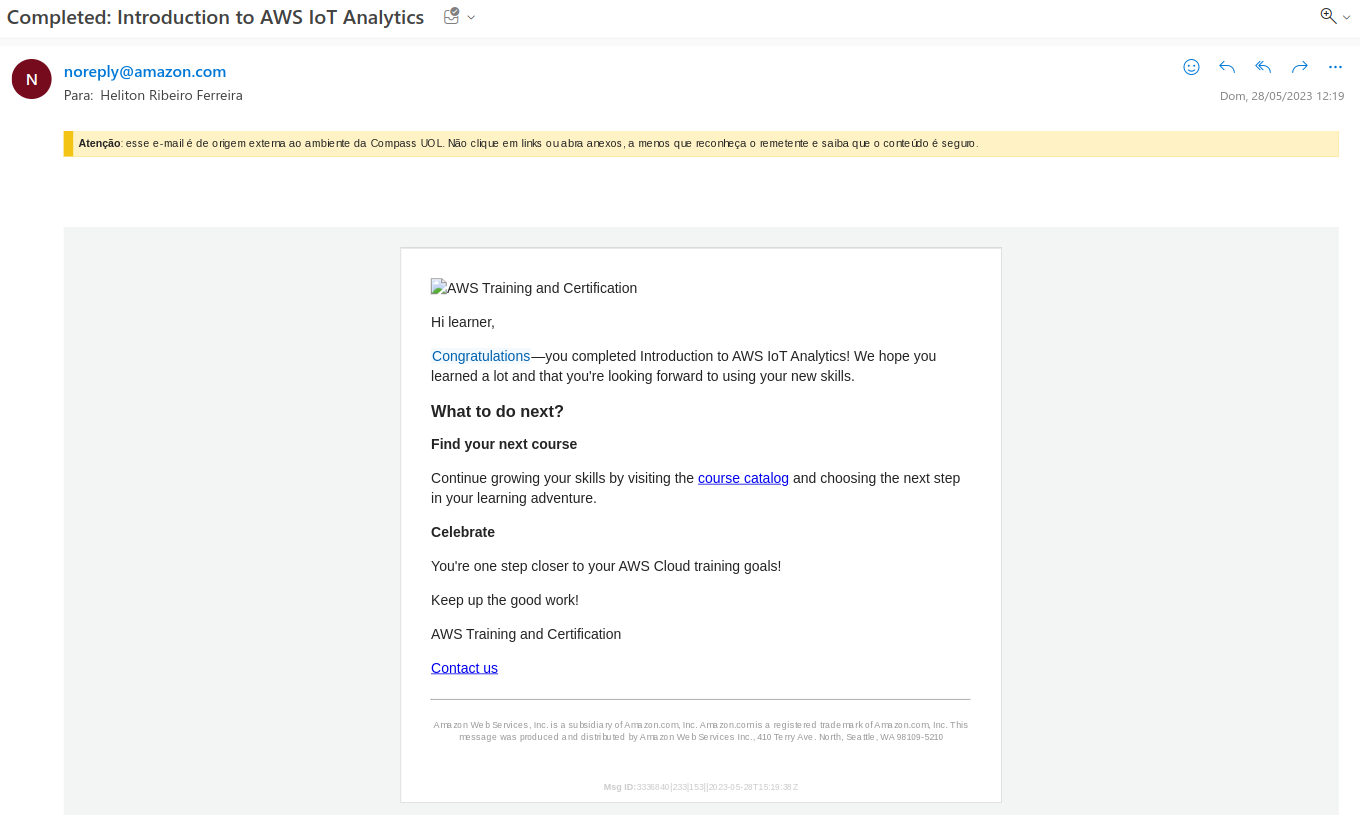 Completed: Introduction to AWS IoT Analytics
N
noreply@amazon.com
Para: Heliton Ribeiro Ferreira
Dom, 28/05/2023 12:19
Atenção: esse e-mail é de origem externa ao ambiente da Compass UOL. Não clique em links ou abra anexos, a menos que reconheça o remetente e saiba que o conteúdo é seguro.
AWS Training and Certification
Hi learner,
Congratulations—you completed Introduction to AWS IoT Analytics! We hope you
learned a lot and that you're looking forward to using your new skills.
What to do next?
Find your next course
Continue growing your skills by visiting the course catalog and choosing the next step
in your learning adventure.
Celebrate
You're one step closer to your AWS Cloud training goals!
Keep up the good work!
AWS Training and Certification
Contact us
Amazon Web Services, Inc. is a subsidiary of Amazon.com, Inc. Amazon.com is a registered trademark of Amazon.com, Inc. This
message was produced and distributed by Amazon Web Services Inc., 410 Terry Ave. North, Seattle, WA 98109-5210
Msg ID:3336840|233|153||2023-05-28T15:19:38Z